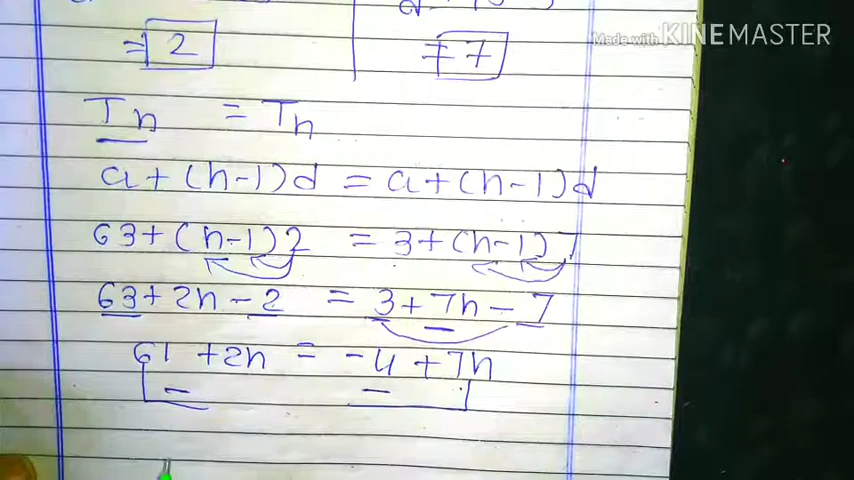 Made with KINEMASTER
= 2
= 7
Tn = Tn
a + (n-1)d = a + (n-1)d
63 + (n-1)2 = 3 + (n-1)7
63 + 2n - 2 = 3 + 7n - 7
61 + 2n = -4 + 7n